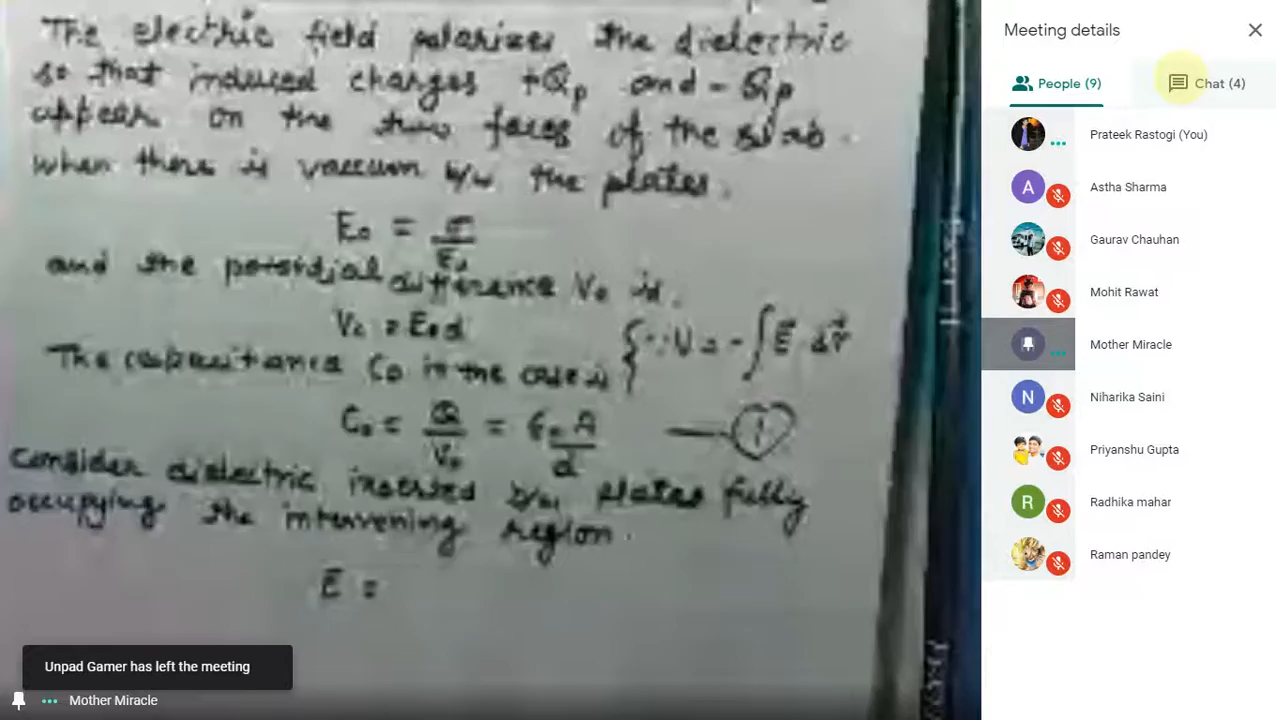 The electric field polarizes the dielectric
so that induced charges +Qp and - Qp
appear on the two faces of the slab.
When there is vaccum b/w the plates.
E₀ = σ/ε₀
and the potential difference V₀ is.
V₀ = E₀d
{∵ V = - ∫ E⃗ . dr⃗
The capacitance C₀ in the case is
C₀ = Q/V₀ = ε₀A/d — 1
Consider dielectric inserted b/w plates fully
occupying the intervening region.
E =
Unpad Gamer has left the meeting
Mother Miracle
Meeting details
People (9)
Chat (4)
Prateek Rastogi (You)
A Astha Sharma
Gaurav Chauhan
Mohit Rawat
Mother Miracle
N Niharika Saini
Priyanshu Gupta
R Radhika mahar
Raman pandey